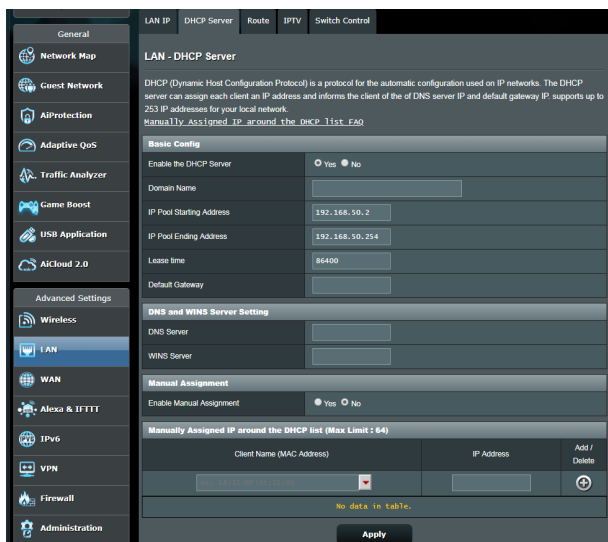 General
Network Map
Guest Network
AiProtection
Adaptive QoS
Traffic Analyzer
Game Boost
USB Application
AiCloud 2.0
Advanced Settings
Wireless
LAN
WAN
Alexa & IFTTT
IPv6
VPN
Firewall
Administration
LAN IP DHCP Server Route IPTV Switch Control
LAN - DHCP Server
DHCP (Dynamic Host Configuration Protocol) is a protocol for the automatic configuration used on IP networks. The DHCP
server can assign each client an IP address and informs the client of the of DNS server IP and default gateway IP. supports up to
253 IP addresses for your local network.
Manually Assigned IP around the DHCP list FAQ
Basic Config
Enable the DHCP Server Yes No
Domain Name
IP Pool Starting Address 192.168.50.2
IP Pool Ending Address 192.168.50.254
Lease time 86400
Default Gateway
DNS and WINS Server Setting
DNS Server
WINS Server
Manual Assignment
Enable Manual Assignment Yes No
Manually Assigned IP around the DHCP list (Max Limit : 64)
Client Name (MAC Address) IP Address Add /
Delete
No data in table.
Apply